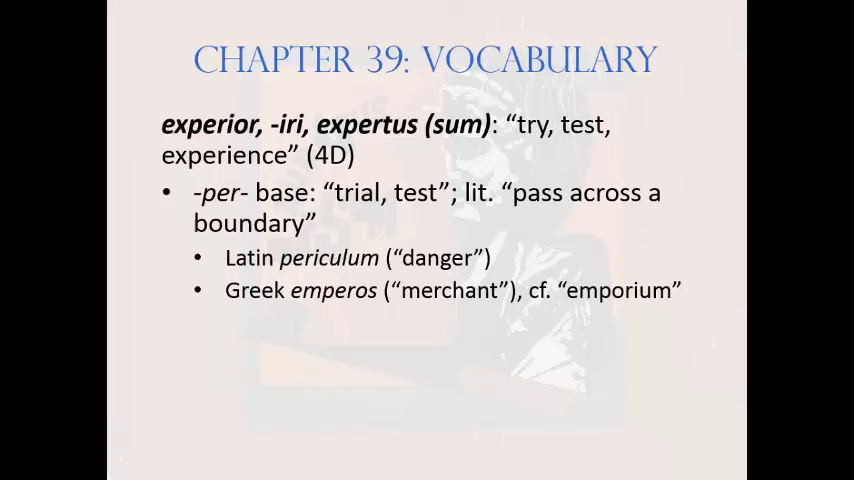 CHAPTER 39: VOCABULARY
experior, -iri, expertus (sum): “try, test,
experience” (4D)
• -per- base: “trial, test”; lit. “pass across a
boundary”
• Latin periculum (“danger”)
• Greek emperos (“merchant”), cf. “emporium”